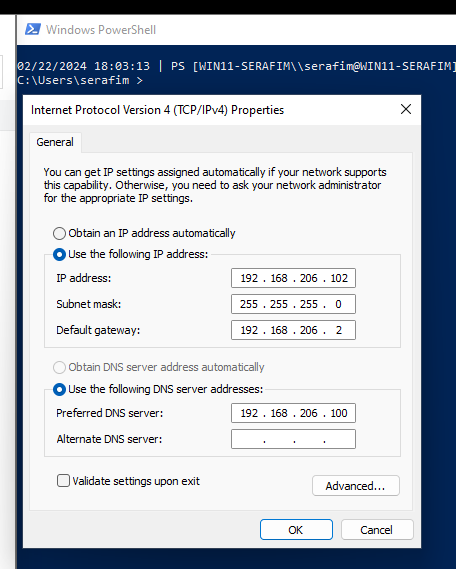 Windows PowerShell
02/22/2024 18:03:13 | PS [WIN11-SERAFIM\\serafim@WIN11-SERAFIM]
C:\Users\serafim >
Internet Protocol Version 4 (TCP/IPv4) Properties
General
You can get IP settings assigned automatically if your network supports
this capability. Otherwise, you need to ask your network administrator
for the appropriate IP settings.
Obtain an IP address automatically
Use the following IP address:
IP address: 192 . 168 . 206 . 102
Subnet mask: 255 . 255 . 255 . 0
Default gateway: 192 . 168 . 206 . 2
Obtain DNS server address automatically
Use the following DNS server addresses:
Preferred DNS server: 192 . 168 . 206 . 100
Alternate DNS server: . . .
Validate settings upon exit
Advanced...
OK Cancel